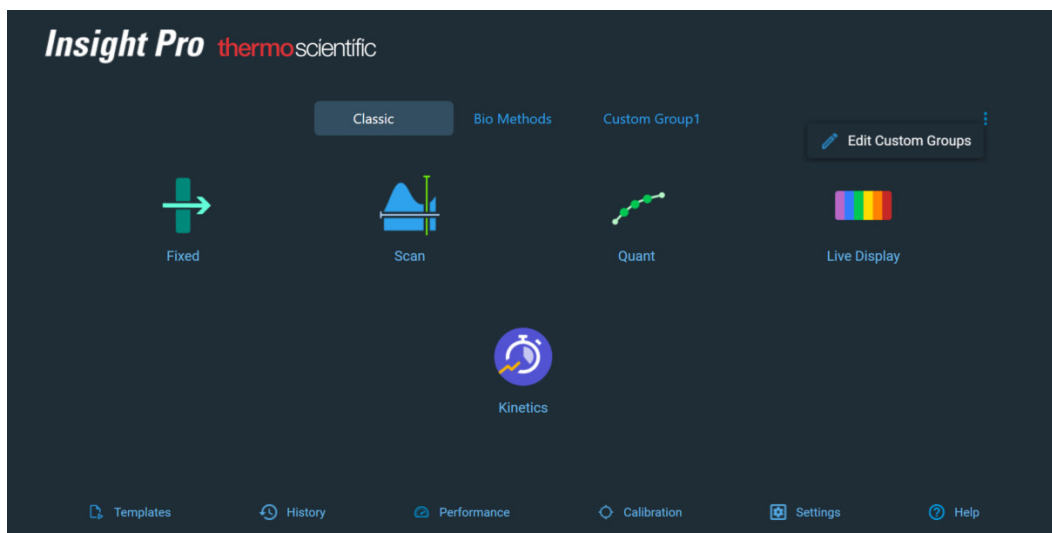 Insight Pro thermoscientific
Classic Bio Methods Custom Group1
Edit Custom Groups
Fixed Scan Quant Live Display
Kinetics
Templates History Performance Calibration Settings Help